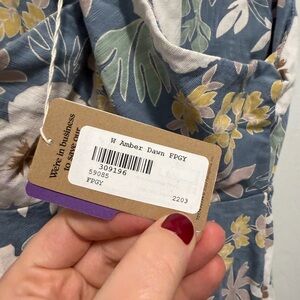 We're in business
to save our
W Amber Dawn FPGY
309196
59085
FPGY
2203